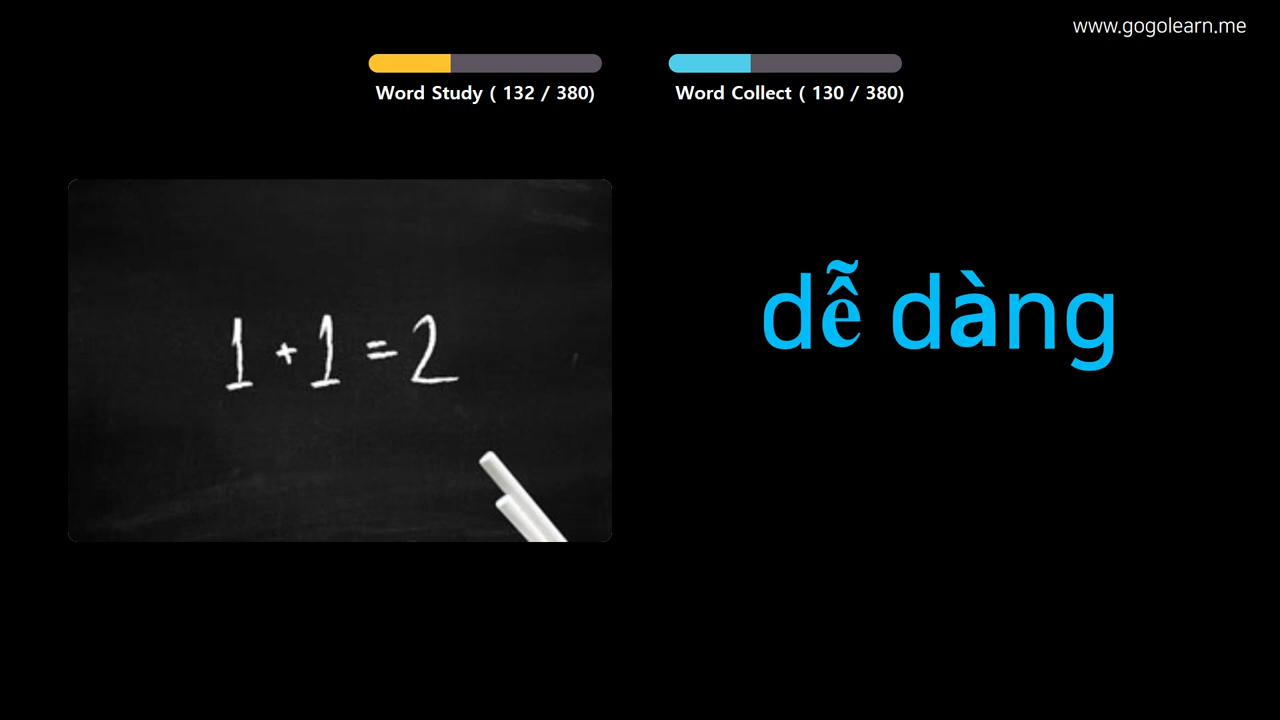 www.gogolearn.me
Word Study ( 132 / 380)
Word Collect ( 130 / 380)
1 + 1 = 2
dễ dàng